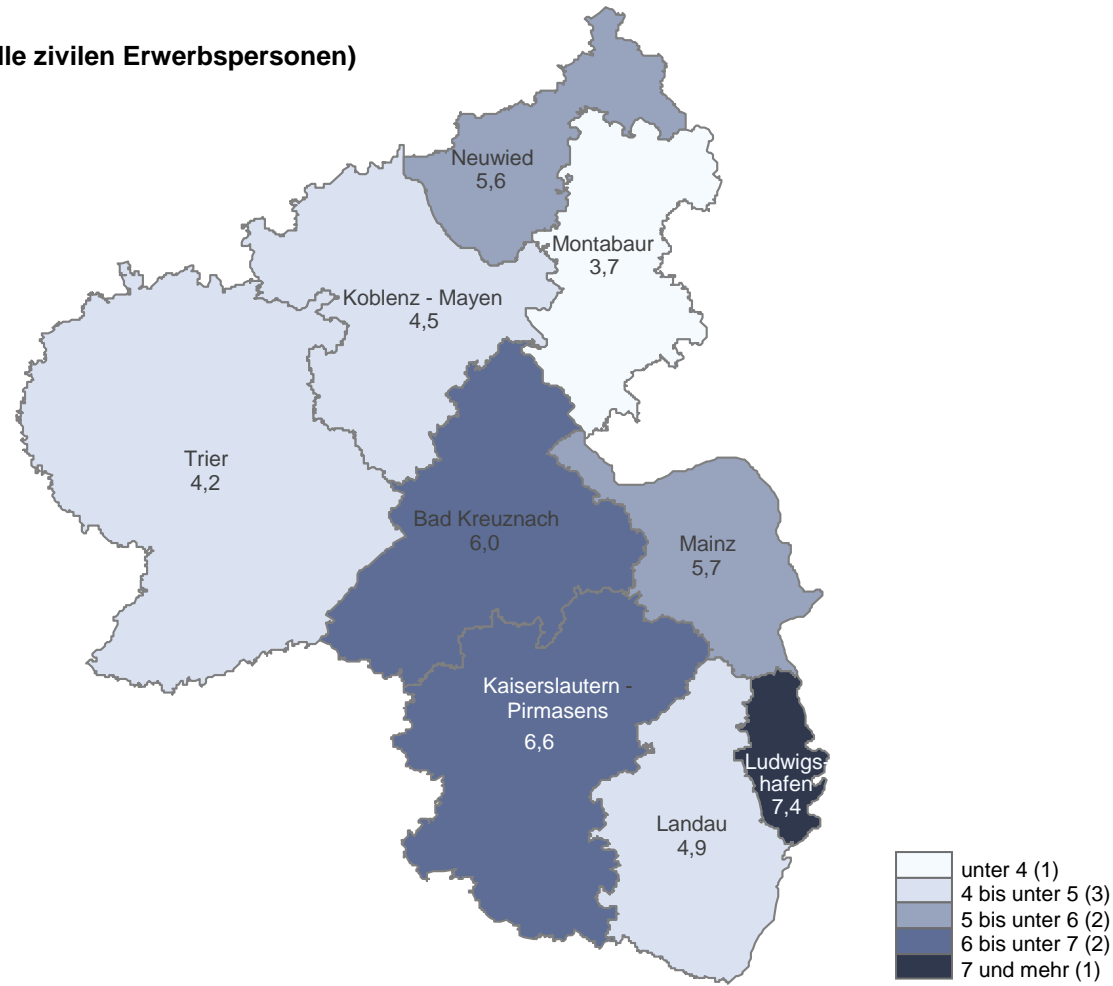 lle zivilen Erwerbspersonen)
Neuwied
5,6
Montabaur
3,7
Koblenz - Mayen
4,5
Trier
4,2
Bad Kreuznach
6,0
Mainz
5,7
Kaiserslautern -
Pirmasens
6,6
Ludwigs-
hafen
7,4
Landau
4,9
unter 4 (1)
4 bis unter 5 (3)
5 bis unter 6 (2)
6 bis unter 7 (2)
7 und mehr (1)